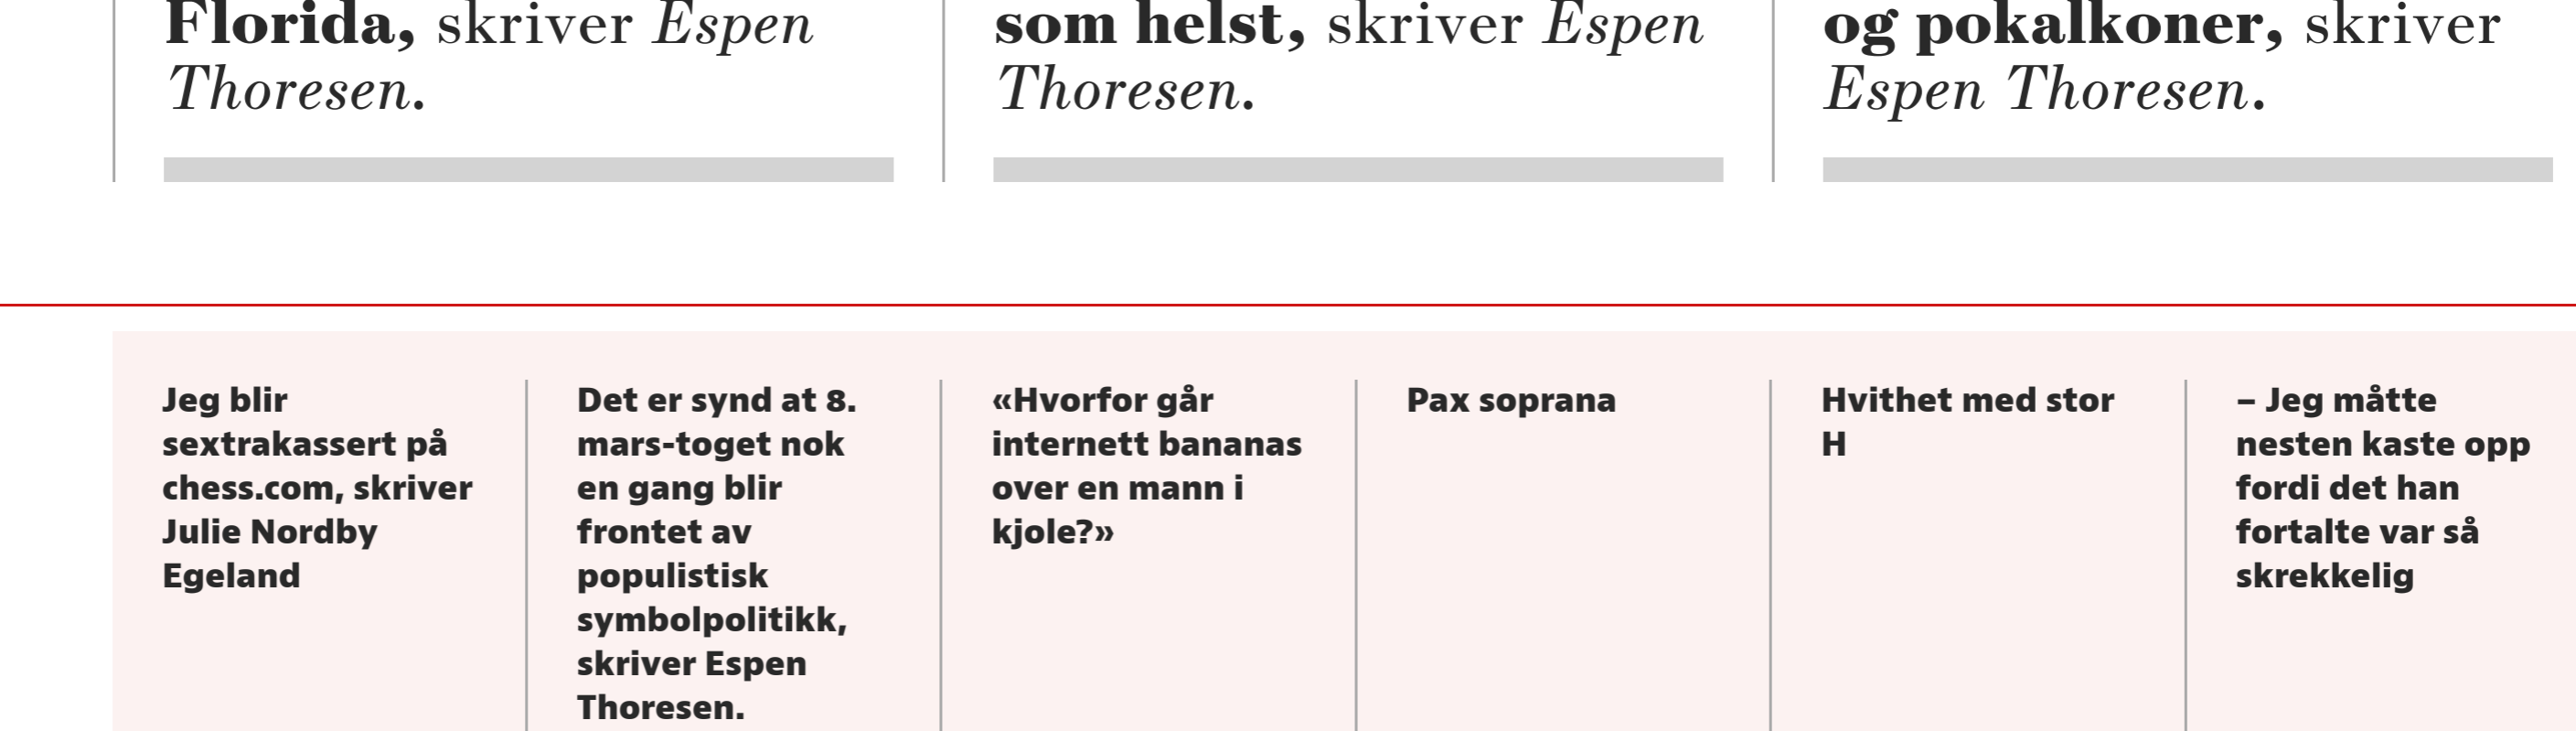 Florida, skriver Espen
Thoresen.
som helst, skriver Espen
Thoresen.
og pokalkoner, skriver
Espen Thoresen.
Jeg blir
sextrakassert på
chess.com, skriver
Julie Nordby
Egeland
Det er synd at 8.
mars-toget nok
en gang blir
frontet av
populistisk
symbolpolitikk,
skriver Espen
Thoresen.
«Hvorfor går
internett bananas
over en mann i
kjole?»
Pax soprana
Hvithet med stor
H
– Jeg måtte
nesten kaste opp
fordi det han
fortalte var så
skrekkelig